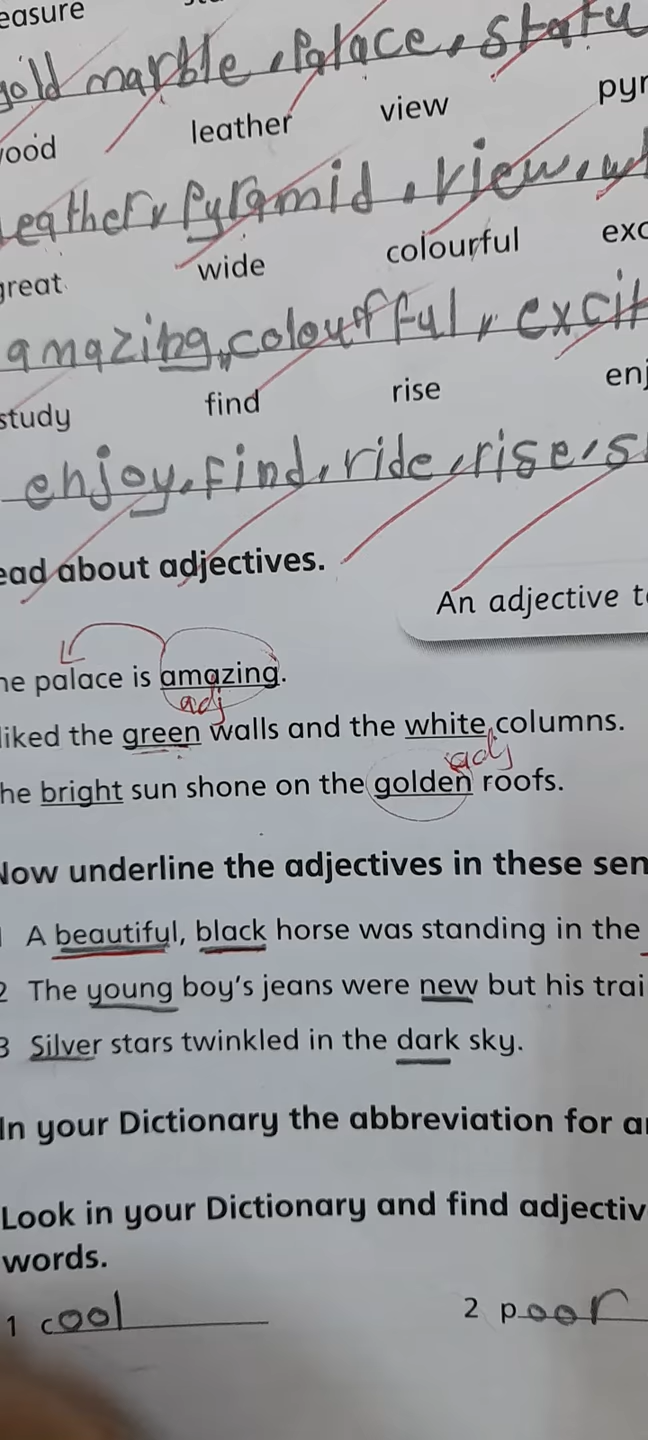 easure
gold marble, Palace, statu
ood leather view pyr
eather, Pyramid, view, w
great wide colourful exc
amazing, colourful, excit
study find rise enj
enjoy, find, ride, rise, s
ead about adjectives.
An adjective t
he palace is amazing.
adj
liked the green walls and the white columns.
adj
he bright sun shone on the golden roofs.
Now underline the adjectives in these sen
1 A beautiful, black horse was standing in the
2 The young boy's jeans were new but his trai
3 Silver stars twinkled in the dark sky.
In your Dictionary the abbreviation for a
Look in your Dictionary and find adjectiv
words.
1 cool 2 poor